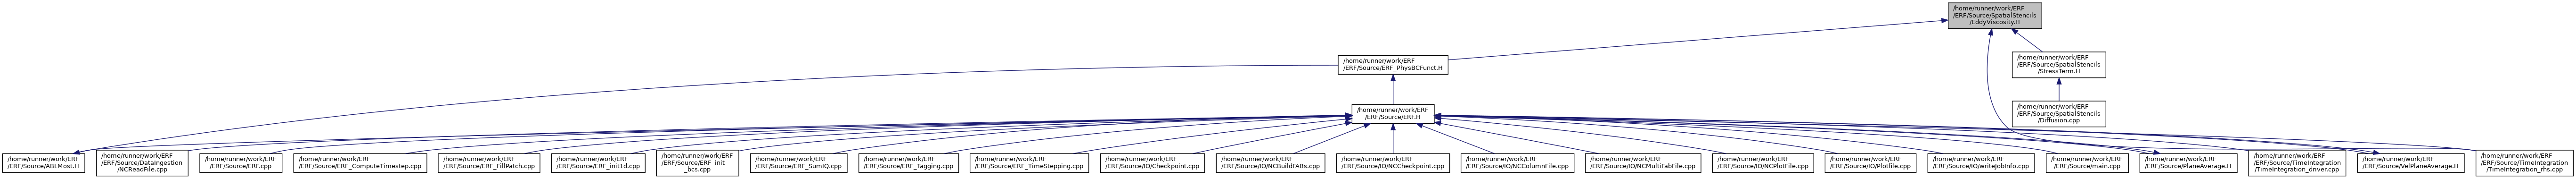 /home/runner/work/ERF
/ERF/Source/SpatialStencils
/EddyViscosity.H
/home/runner/work/ERF
/ERF/Source/ERF_PhysBCFunct.H
/home/runner/work/ERF
/ERF/Source/SpatialStencils
/StressTerm.H
/home/runner/work/ERF
/ERF/Source/ERF.H
/home/runner/work/ERF
/ERF/Source/SpatialStencils
/Diffusion.cpp
/home/runner/work/ERF
/ERF/Source/ABLMost.H
/home/runner/work/ERF
/ERF/Source/DataIngestion
/NCReadFile.cpp
/home/runner/work/ERF
/ERF/Source/ERF.cpp
/home/runner/work/ERF
/ERF/Source/ERF_ComputeTimestep.cpp
/home/runner/work/ERF
/ERF/Source/ERF_FillPatch.cpp
/home/runner/work/ERF
/ERF/Source/ERF_init1d.cpp
/home/runner/work/ERF
/ERF/Source/ERF_init
_bcs.cpp
/home/runner/work/ERF
/ERF/Source/ERF_SumIQ.cpp
/home/runner/work/ERF
/ERF/Source/ERF_Tagging.cpp
/home/runner/work/ERF
/ERF/Source/ERF_TimeStepping.cpp
/home/runner/work/ERF
/ERF/Source/IO/Checkpoint.cpp
/home/runner/work/ERF
/ERF/Source/IO/NCBuildFABs.cpp
/home/runner/work/ERF
/ERF/Source/IO/NCCheckpoint.cpp
/home/runner/work/ERF
/ERF/Source/IO/NCColumnFile.cpp
/home/runner/work/ERF
/ERF/Source/IO/NCMultiFabFile.cpp
/home/runner/work/ERF
/ERF/Source/IO/NCPlotFile.cpp
/home/runner/work/ERF
/ERF/Source/IO/Plotfile.cpp
/home/runner/work/ERF
/ERF/Source/IO/writeJobInfo.cpp
/home/runner/work/ERF
/ERF/Source/main.cpp
/home/runner/work/ERF
/ERF/Source/PlaneAverage.H
/home/runner/work/ERF
/ERF/Source/TimeIntegration
/TimeIntegration_driver.cpp
/home/runner/work/ERF
/ERF/Source/VelPlaneAverage.H
/home/runner/work/ERF
/ERF/Source/TimeIntegration
/TimeIntegration_rhs.cpp